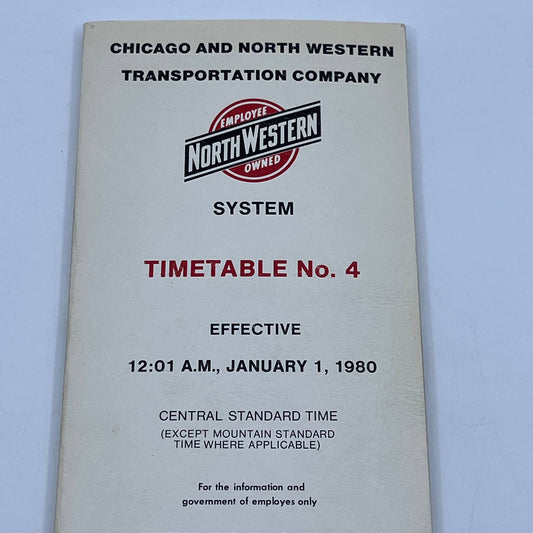 CHICAGO AND NORTH WESTERN
TRANSPORTATION COMPANY
EMPLOYEE
NORTH WESTERN
OWNED
SYSTEM
TIMETABLE No. 4
EFFECTIVE
12:01 A.M., JANUARY 1, 1980
CENTRAL STANDARD TIME
(EXCEPT MOUNTAIN STANDARD
TIME WHERE APPLICABLE)
For the information and
government of employes only